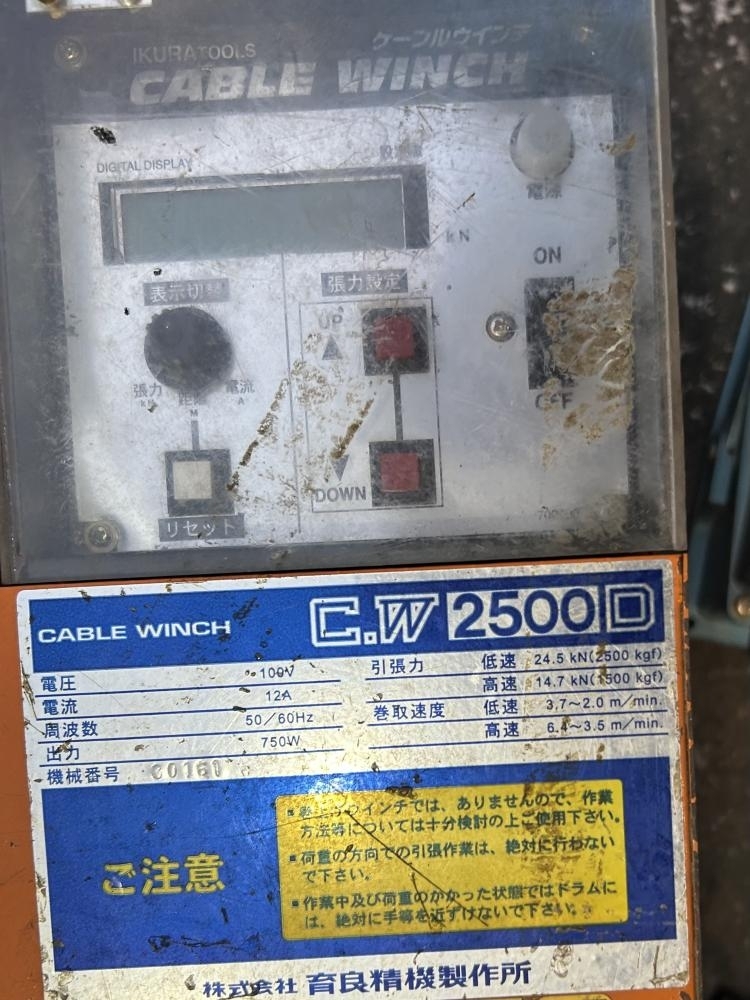 ケーブルウインチ
IKURATOOLS
CABLE WINCH
DIGITAL DISPLAY
kN
電源
ON
表示切替
張力設定
UP
張力 距離 電流
kN M A
OFF
DOWN
リセット
CABLE WINCH C.W 2500D
電圧 100V
電流 12A
周波数 50/60Hz
出力 750W
機械番号 C0161
引張力 低速 24.5 kN(2500 kgf)
高速 14.7 kN(1500 kgf)
巻取速度 低速 3.7～2.0 m/min.
高速 6.4～3.5 m/min.
ご注意
ウインチでは、ありませんので、作業
方法等については十分検討の上ご使用下さい。
■荷重の方向での引張作業は、絶対に行わない
で下さい。
■作業中及び荷重のかかった状態ではドラムに
は、絶対に手等を近ずけないで下さい。
株式会社 育良精機製作所